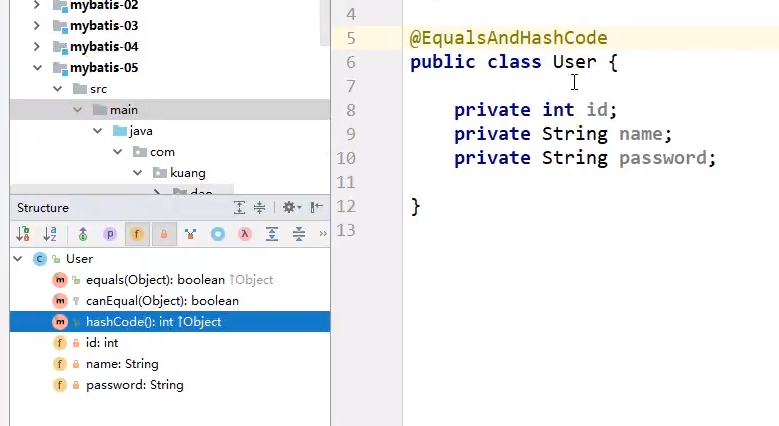 mybatis-02
mybatis-03
mybatis-04
mybatis-05
src
main
java
com
kuang
dao
Structure
User
equals(Object): boolean ↑Object
canEqual(Object): boolean
hashCode(): int ↑Object
id: int
name: String
password: String
4
5 @EqualsAndHashCode
6 public class User {
7
8 private int id;
9 private String name;
10 private String password;
11
12 }
13